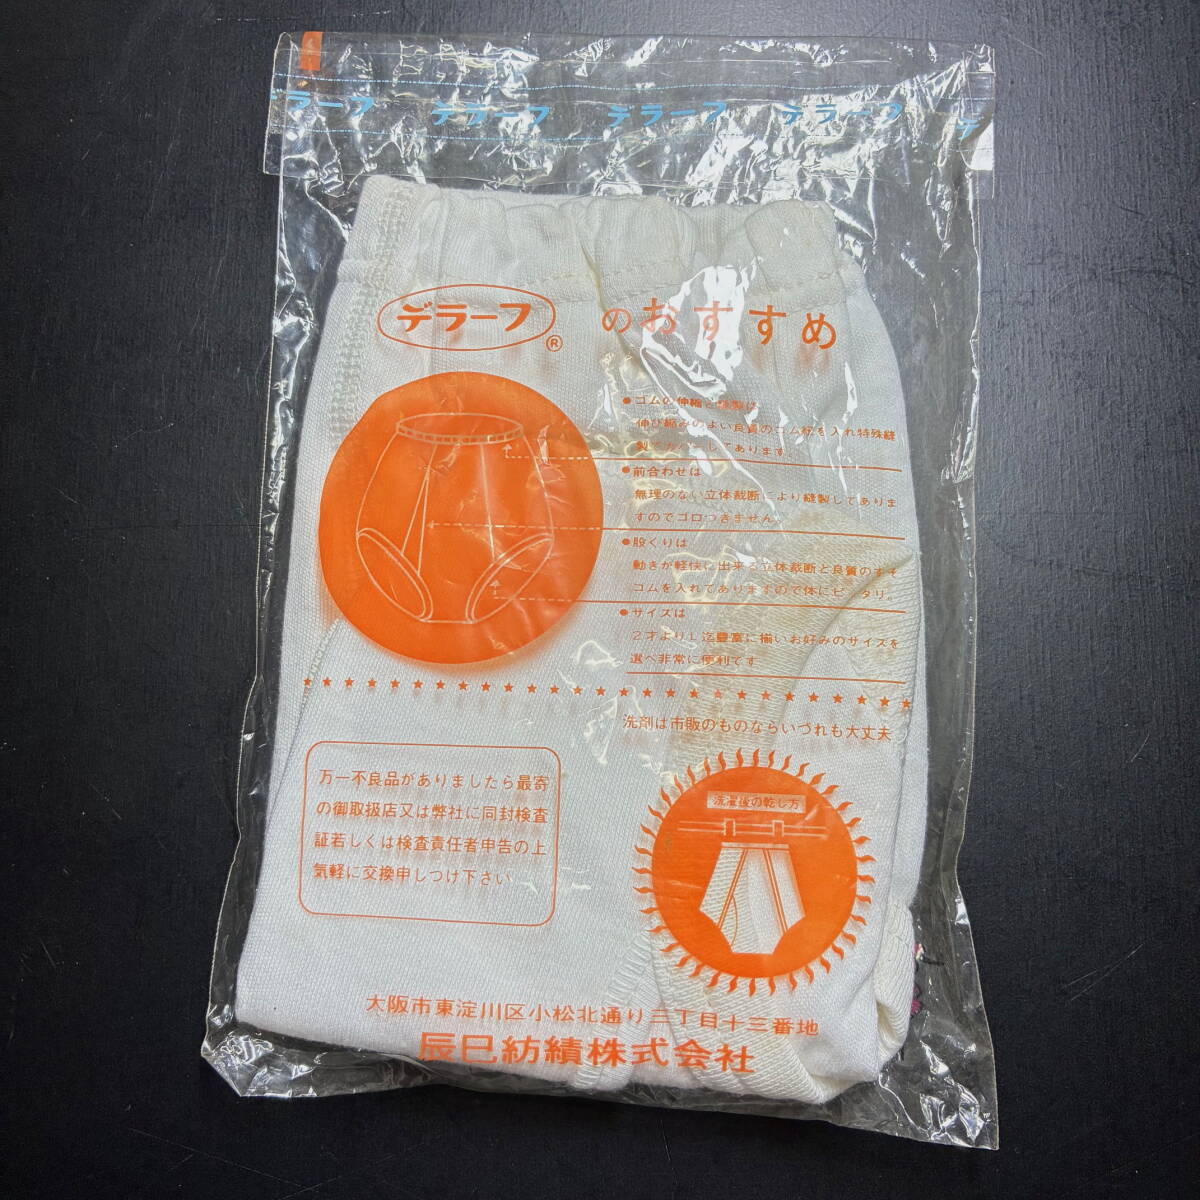 デラーフ デラーフ デラーフ デラーフ デ
デラーフ® のおすすめ
●ゴムの伸縮と縫製は
伸び縮みのよい良質のゴム紐を入れ特殊縫
してあります。
●前合わせは
無理のない立体裁断により縫製してありま
すのでゴロつきません。
●股ぐりは
動きが軽快に出来る立体裁断と良質のすそ
ゴムを入れてありますので体にピッタリ。
●サイズは
2才よりL迄豊富に揃いお好みのサイズを
選べ非常に便利です
洗剤は市販のものならいづれも大丈夫
洗濯後の乾し方
万一不良品がありましたら最寄
の御取扱店又は弊社に同封検査
証若しくは検査責任者申告の上
気軽に交換申しつけ下さい
大阪市東淀川区小松北通り三丁目十三番地
辰巳紡績株式会社